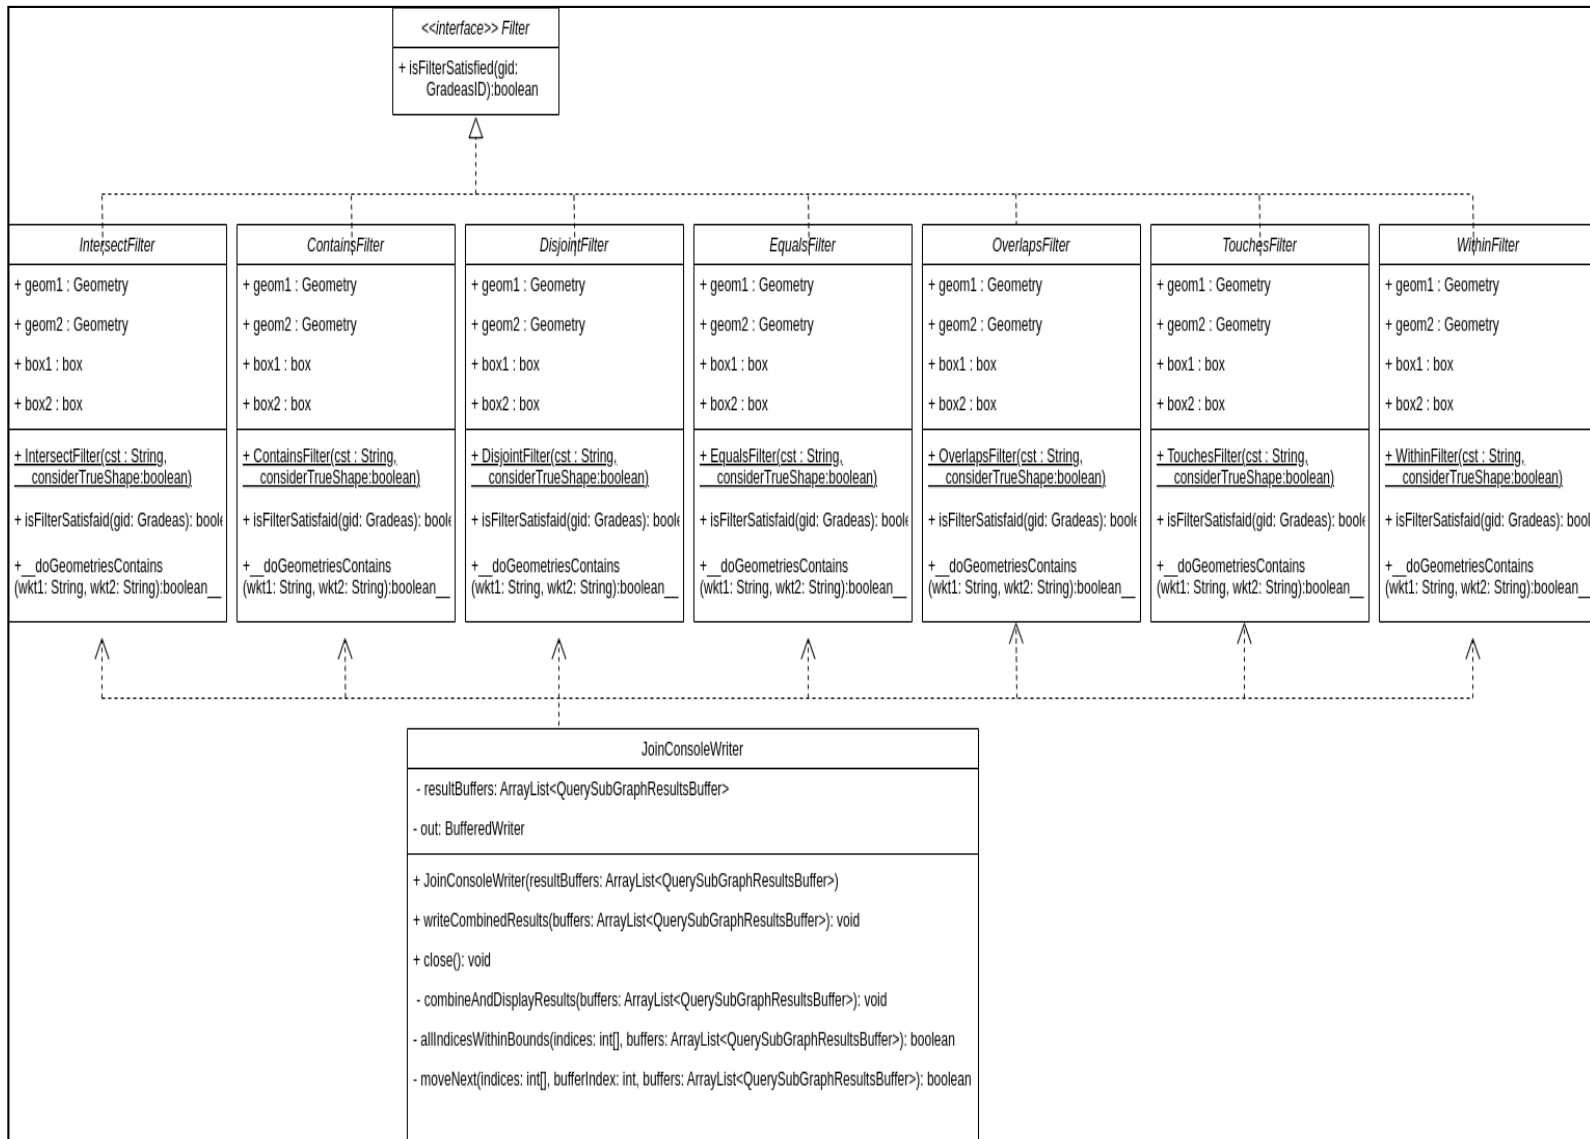 <<interface>> Filter
+ isFilterSatisfied(gid:
GradeasID):boolean
IntersectFilter
+ geom1 : Geometry
+ geom2 : Geometry
+ box1 : box
+ box2 : box
+ IntersectFilter(cst : String,
considerTrueShape:boolean)
+ isFilterSatisfaid(gid: Gradeas): boole
+__doGeometriesContains
(wkt1: String, wkt2: String):boolean__
ContainsFilter
+ geom1 : Geometry
+ geom2 : Geometry
+ box1 : box
+ box2 : box
+ ContainsFilter(cst : String,
considerTrueShape:boolean)
+ isFilterSatisfaid(gid: Gradeas): boole
+__doGeometriesContains
(wkt1: String, wkt2: String):boolean__
DisjointFilter
+ geom1 : Geometry
+ geom2 : Geometry
+ box1 : box
+ box2 : box
+ DisjointFilter(cst : String,
considerTrueShape:boolean)
+ isFilterSatisfaid(gid: Gradeas): boole
+__doGeometriesContains
(wkt1: String, wkt2: String):boolean__
EqualsFilter
+ geom1 : Geometry
+ geom2 : Geometry
+ box1 : box
+ box2 : box
+ EqualsFilter(cst : String,
considerTrueShape:boolean)
+ isFilterSatisfaid(gid: Gradeas): boole
+__doGeometriesContains
(wkt1: String, wkt2: String):boolean__
OverlapsFilter
+ geom1 : Geometry
+ geom2 : Geometry
+ box1 : box
+ box2 : box
+ OverlapsFilter(cst : String,
considerTrueShape:boolean)
+ isFilterSatisfaid(gid: Gradeas): boole
+__doGeometriesContains
(wkt1: String, wkt2: String):boolean__
TouchesFilter
+ geom1 : Geometry
+ geom2 : Geometry
+ box1 : box
+ box2 : box
+ TouchesFilter(cst : String,
considerTrueShape:boolean)
+ isFilterSatisfaid(gid: Gradeas): boole
+__doGeometriesContains
(wkt1: String, wkt2: String):boolean__
WithinFilter
+ geom1 : Geometry
+ geom2 : Geometry
+ box1 : box
+ box2 : box
+ WithinFilter(cst : String,
considerTrueShape:boolean)
+ isFilterSatisfaid(gid: Gradeas): bool
+__doGeometriesContains
(wkt1: String, wkt2: String):boolean_
JoinConsoleWriter
- resultBuffers: ArrayList<QuerySubGraphResultsBuffer>
- out: BufferedWriter
+ JoinConsoleWriter(resultBuffers: ArrayList<QuerySubGraphResultsBuffer>)
+ writeCombinedResults(buffers: ArrayList<QuerySubGraphResultsBuffer>): void
+ close(): void
- combineAndDisplayResults(buffers: ArrayList<QuerySubGraphResultsBuffer>): void
- allIndicesWithinBounds(indices: int[], buffers: ArrayList<QuerySubGraphResultsBuffer>): boolean
- moveNext(indices: int[], bufferIndex: int, buffers: ArrayList<QuerySubGraphResultsBuffer>): boolean